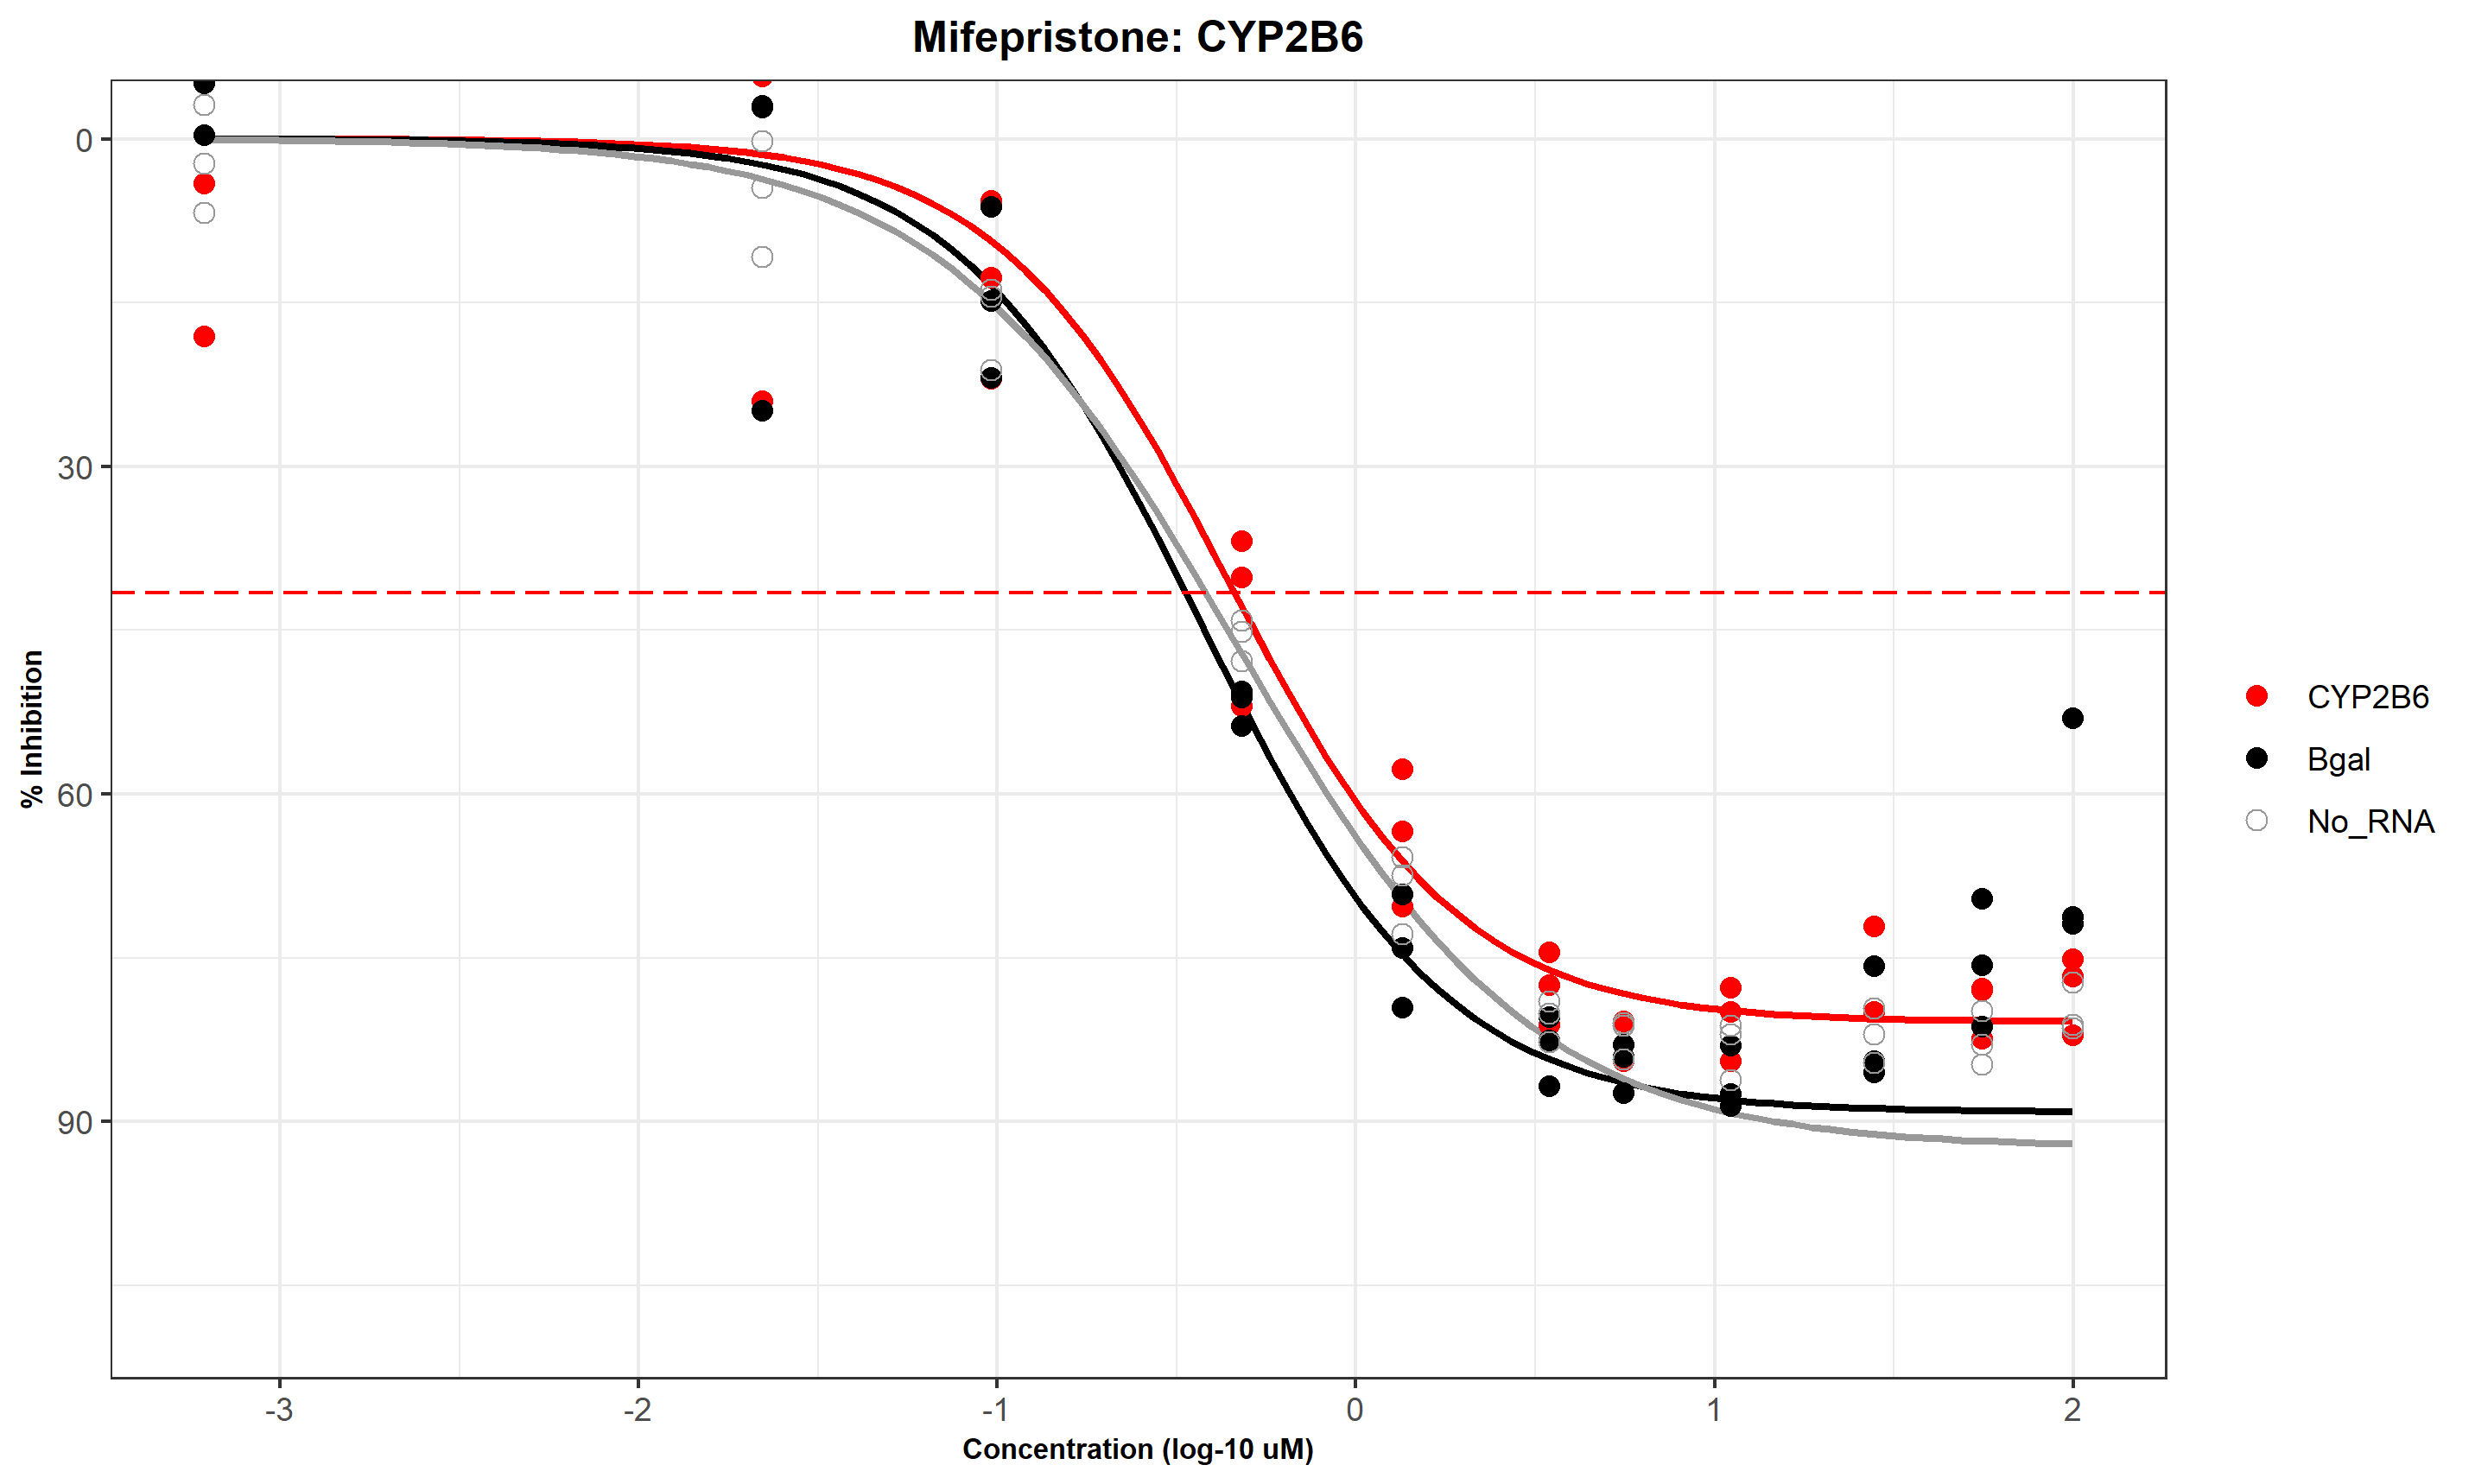 Mifepristone: CYP2B6
0
30
60
90
% Inhibition
-3
-2
-1
0
1
2
Concentration (log-10 uM)
CYP2B6
Bgal
No_RNA